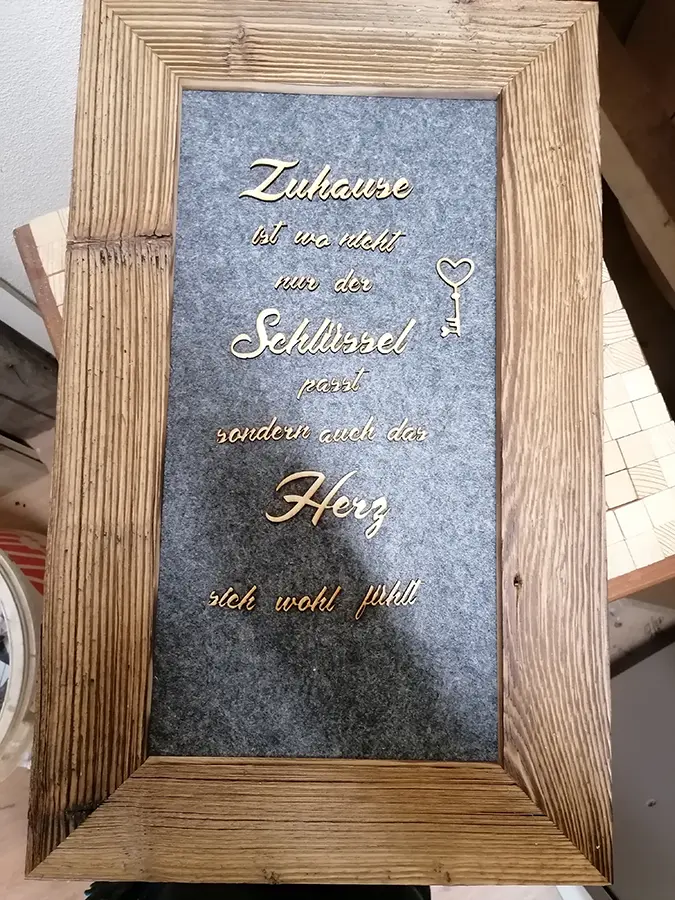 Zuhause
ist wo nicht
nur der
Schlüssel
passt
sondern auch das
Herz
sich wohl fühlt